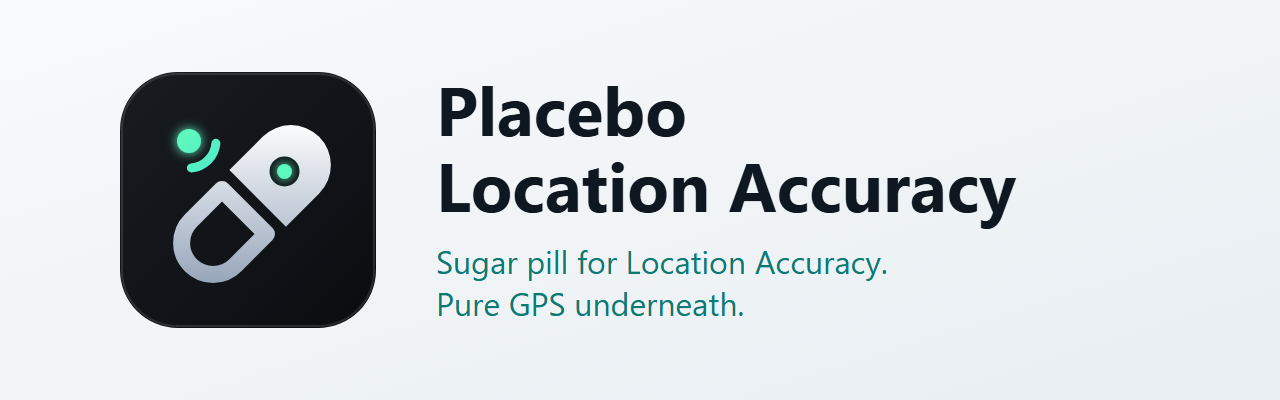 Placebo
Location Accuracy
Sugar pill for Location Accuracy.
Pure GPS underneath.